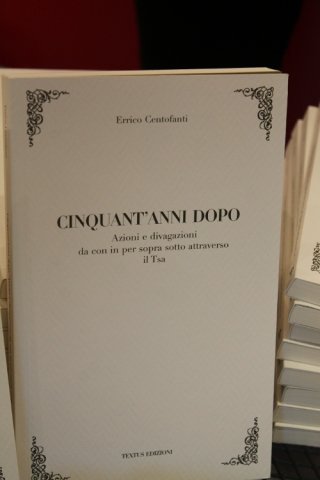 Errico Centofanti
CINQUANT'ANNI DOPO
Azioni e divagazioni
da con in per sopra sotto attraverso
il Tsa
TEXTUS EDIZIONI